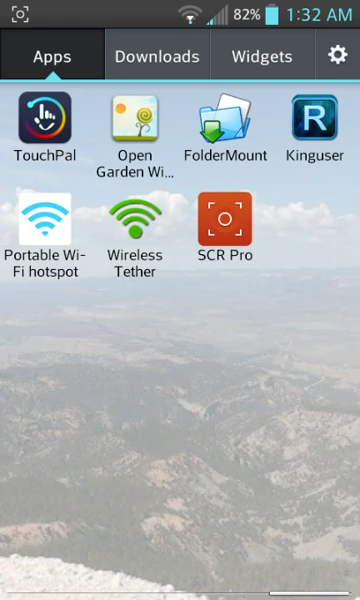 82% 1:32 AM
Apps Downloads Widgets
TouchPal Open FolderMount Kinguser
Garden Wi...
R
Portable Wi- Wireless SCR Pro
Fi hotspot Tether